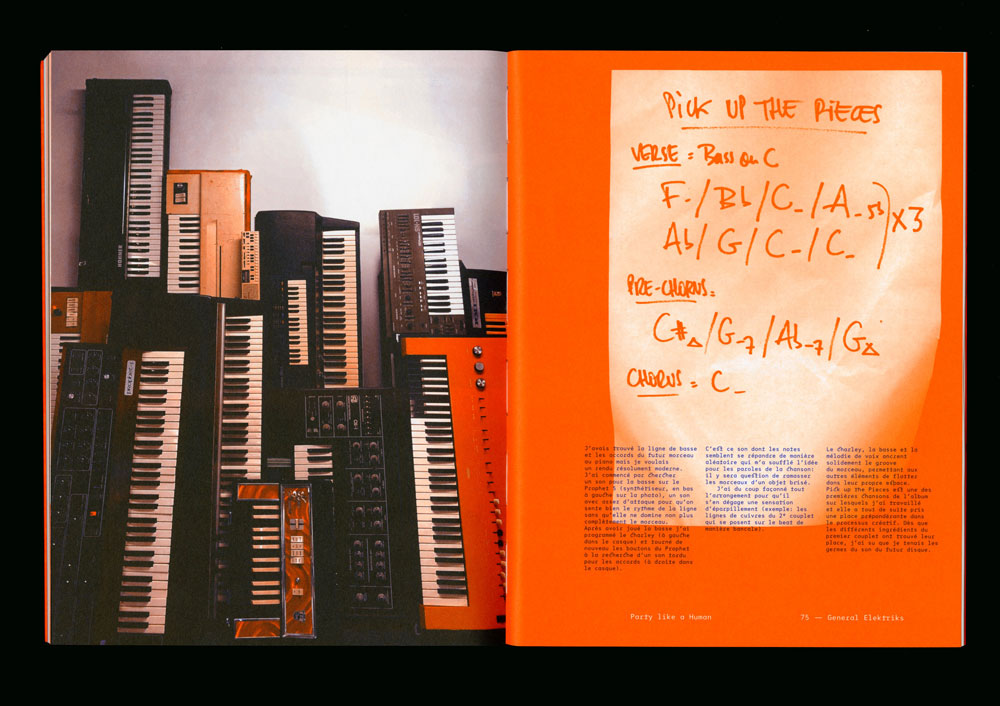 HOHNER
PICK UP THE PIECES
VERSE = Bass on C
F- / Bb / C- / A-5b
Ab / G / C- / C-
x3
PRE-CHORUS =
C#△ / G-7 / Ab-7 / G△
CHORUS = C-
J'avais trouvé la ligne de basse
et les accords du futur morceau
au piano mais je voulais
un rendu résolument moderne.
J'ai commencé par chercher
un son pour la basse sur le
Prophet 5 (synthétiseur, en bas
à gauche sur la photo), un son
avec assez d'attaque pour qu'on
sente bien le rythme de la ligne
sans qu'elle ne domine non plus
complètement le morceau.
Après avoir joué la basse j'ai
programmé le Charley (à gauche
dans le casque) et tourné de
nouveau les boutons du Prophet
à la recherche d'un son tordu
pour les accords (à droite dans
le casque).
C'est ce son dont les notes
semblent se répondre de manière
aléatoire qui m'a soufflé l'idée
pour les paroles de la chanson:
il y sera question de ramasser
les morceaux d'un objet brisé.
J'ai du coup façonné tout
l'arrangement pour qu'il
s'en dégage une sensation
d'éparpillement (exemple: les
lignes de cuivres du 2e couplet
qui se posent sur le beat de
manière bancale).
Le Charley, la basse et la
mélodie de voix ancrent
solidement le groove
du morceau, permettant aux
autres éléments de flotter
dans leur propre espace.
Pick up the Pieces est une des
premières chansons de l'album
sur lesquels j'ai travaillé
et elle a tout de suite pris
une place prépondérante dans
le processus créatif. Dès que
les différents ingrédients du
premier couplet ont trouvé leur
place, j'ai su que je tenais les
germes du son du futur disque.
Party like a Human
75 — General Elektriks